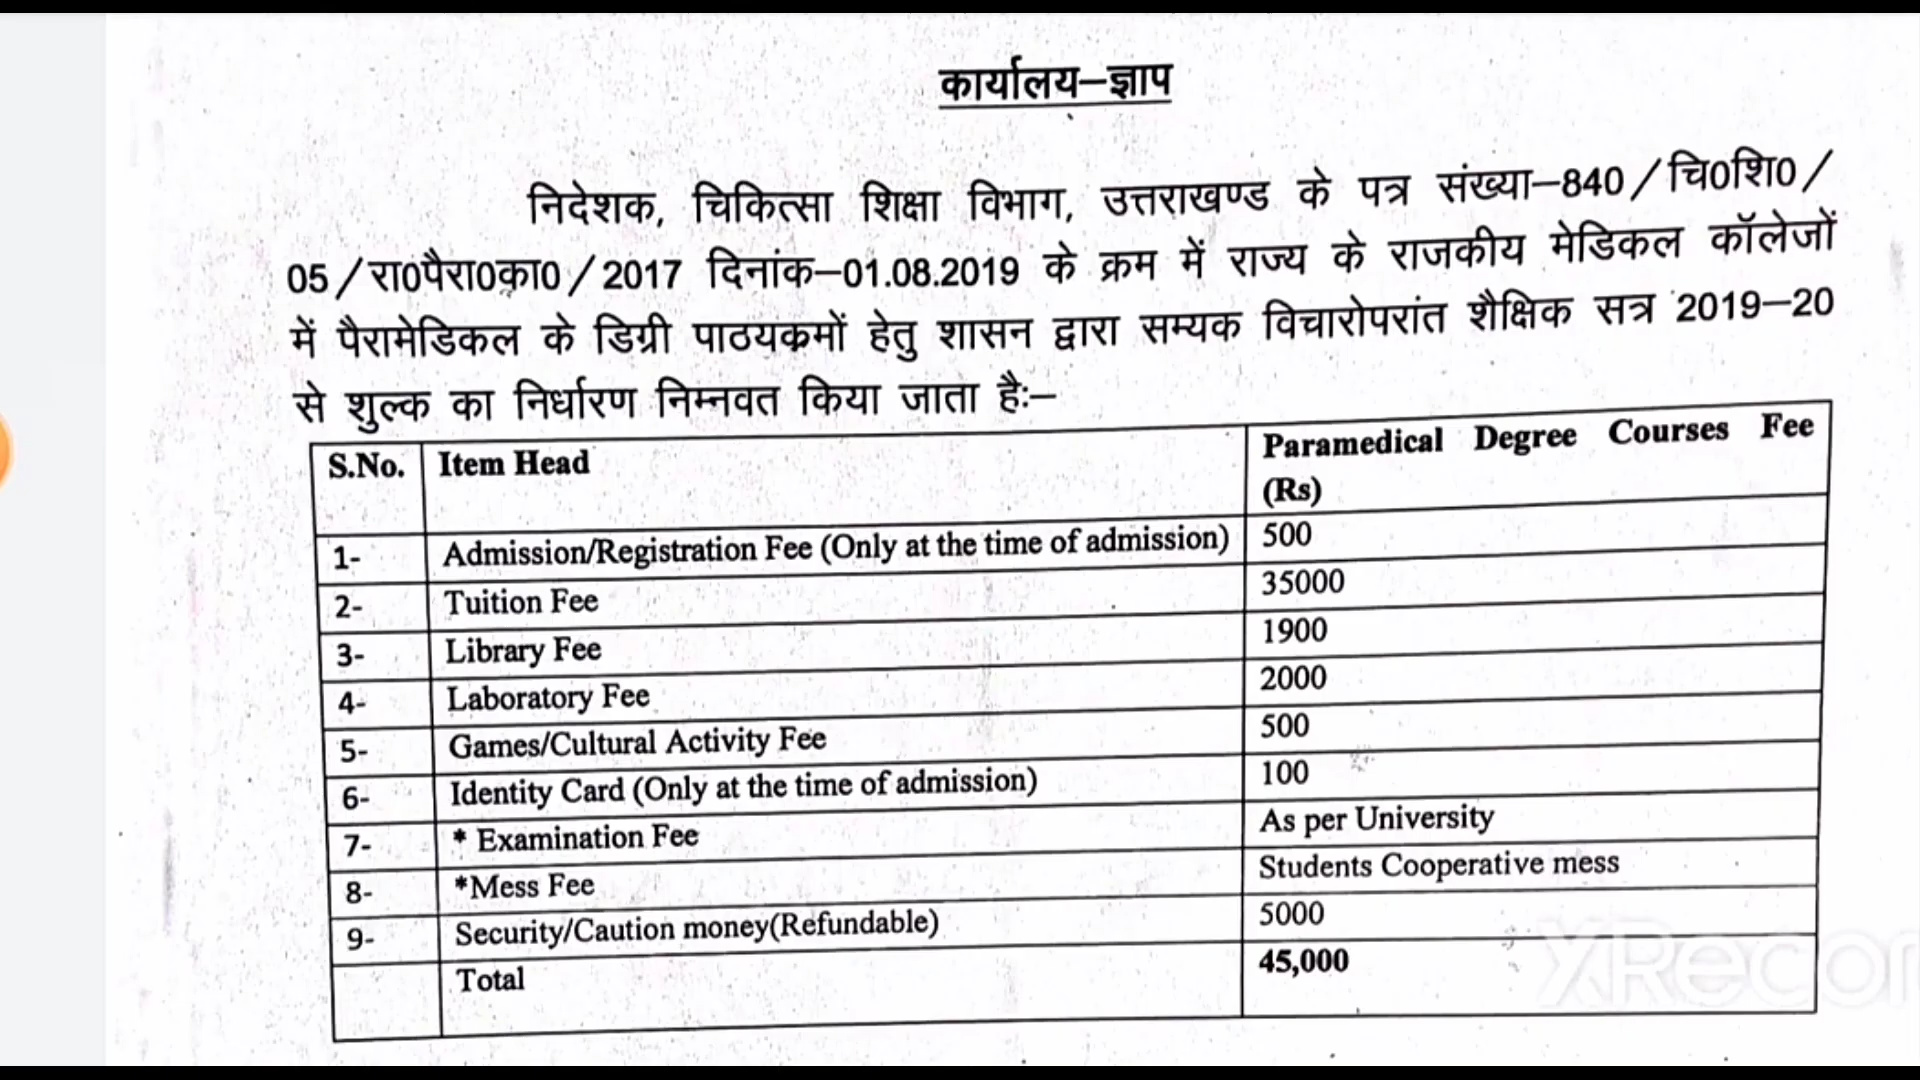 कार्यालय–ज्ञाप
निदेशक, चिकित्सा शिक्षा विभाग, उत्तराखण्ड के पत्र संख्या–840/चि0शि0/
05/रा0पैरा0का0/2017 दिनांक–01.08.2019 के क्रम में राज्य के राजकीय मेडिकल कॉलेजों
में पैरामेडिकल के डिग्री पाठयक्रमों हेतु शासन द्वारा सम्यक विचारोपरांत शैक्षिक सत्र 2019–20
से शुल्क का निर्धारण निम्नवत किया जाता हैः–
S.No. Item Head Paramedical Degree Courses Fee
(Rs)
1- Admission/Registration Fee (Only at the time of admission) 500
2- Tuition Fee 35000
3- Library Fee 1900
4- Laboratory Fee 2000
5- Games/Cultural Activity Fee 500
6- Identity Card (Only at the time of admission) 100
7- * Examination Fee As per University
8- *Mess Fee Students Cooperative mess
9- Security/Caution money(Refundable) 5000
Total 45,000
XRecor